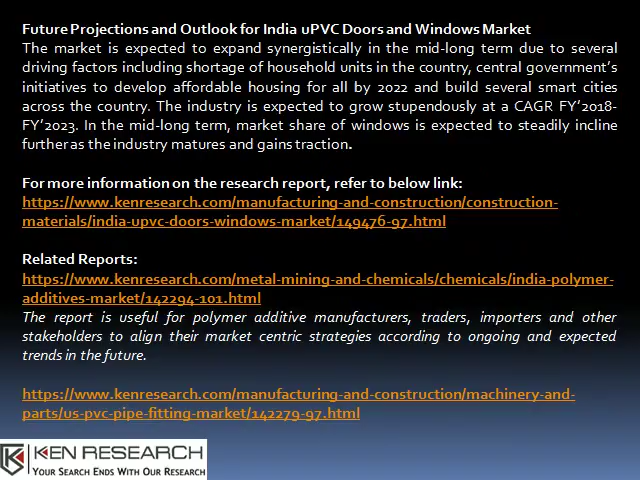 Future Projections and Outlook for India uPVC Doors and Windows Market
The market is expected to expand synergistically in the mid-long term due to several
driving factors including shortage of household units in the country, central government's
initiatives to develop affordable housing for all by 2022 and build several smart cities
across the country. The industry is expected to grow stupendously at a CAGR FY'2018-
FY'2023. In the mid-long term, market share of windows is expected to steadily incline
further as the industry matures and gains traction.
For more information on the research report, refer to below link:
https://www.kenresearch.com/manufacturing-and-construction/construction-
materials/india-upvc-doors-windows-market/149476-97.html
Related Reports:
https://www.kenresearch.com/metal-mining-and-chemicals/chemicals/india-polymer-
additives-market/142294-101.html
The report is useful for polymer additive manufacturers, traders, importers and other
stakeholders to align their market centric strategies according to ongoing and expected
trends in the future.
https://www.kenresearch.com/manufacturing-and-construction/machinery-and-
parts/us-pvc-pipe-fitting-market/142279-97.html
KEN RESEARCH
YOUR SEARCH ENDS WITH OUR RESEARCH